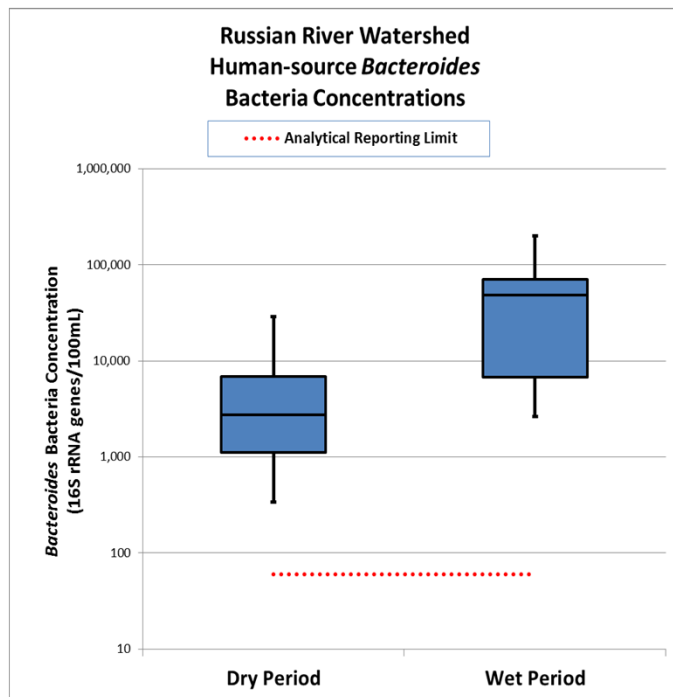 Russian River Watershed
Human-source Bacteroides
Bacteria Concentrations
Analytical Reporting Limit
1,000,000
100,000
10,000
1,000
100
10
Bacteroides Bacteria Concentration
(16S rRNA genes/100mL)
Dry Period
Wet Period